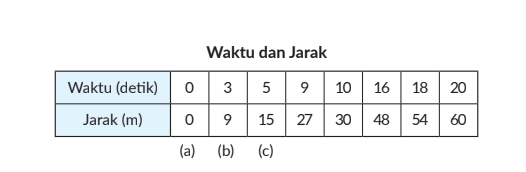 Waktu dan Jarak
Waktu (detik) 0 3 5 9 10 16 18 20
Jarak (m) 0 9 15 27 30 48 54 60
(a) (b) (c)